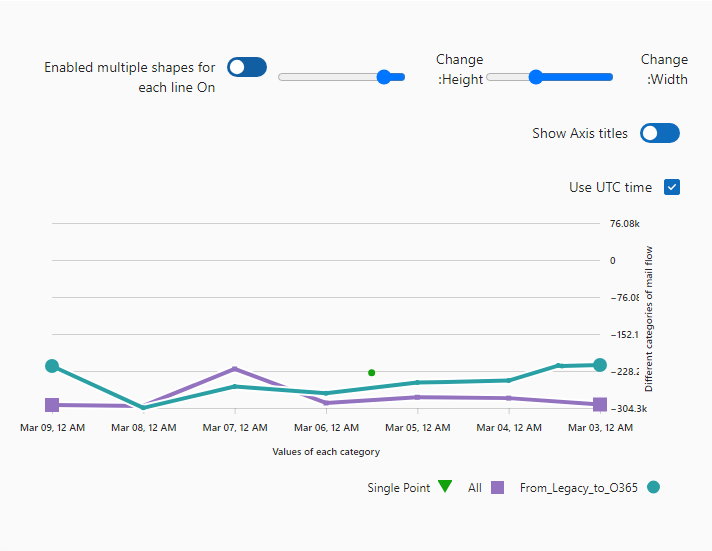 Enabled multiple shapes for
each line On
Change
:Height
Change
:Width
Show Axis titles
Use UTC time
76.08k
0
−76.08
−152.1
−228.2
−304.3k
Different categories of mail flow
Mar 09, 12 AM
Mar 08, 12 AM
Mar 07, 12 AM
Mar 06, 12 AM
Mar 05, 12 AM
Mar 04, 12 AM
Mar 03, 12 AM
Values of each category
Single Point
All
From_Legacy_to_O365